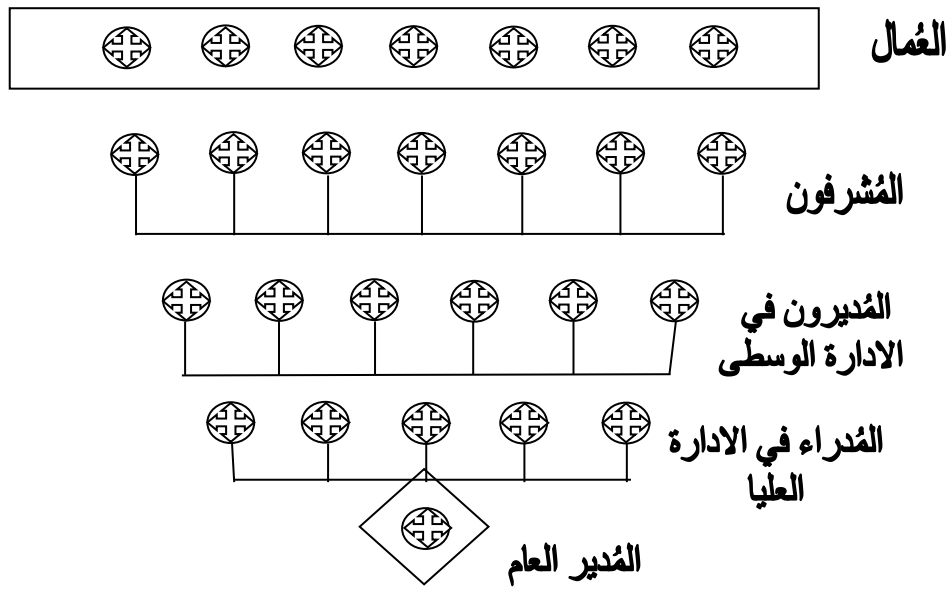 العُمال
المُشرفون
المُديرون في
الادارة الوسطى
المُدراء في الادارة
العليا
المُدير العام